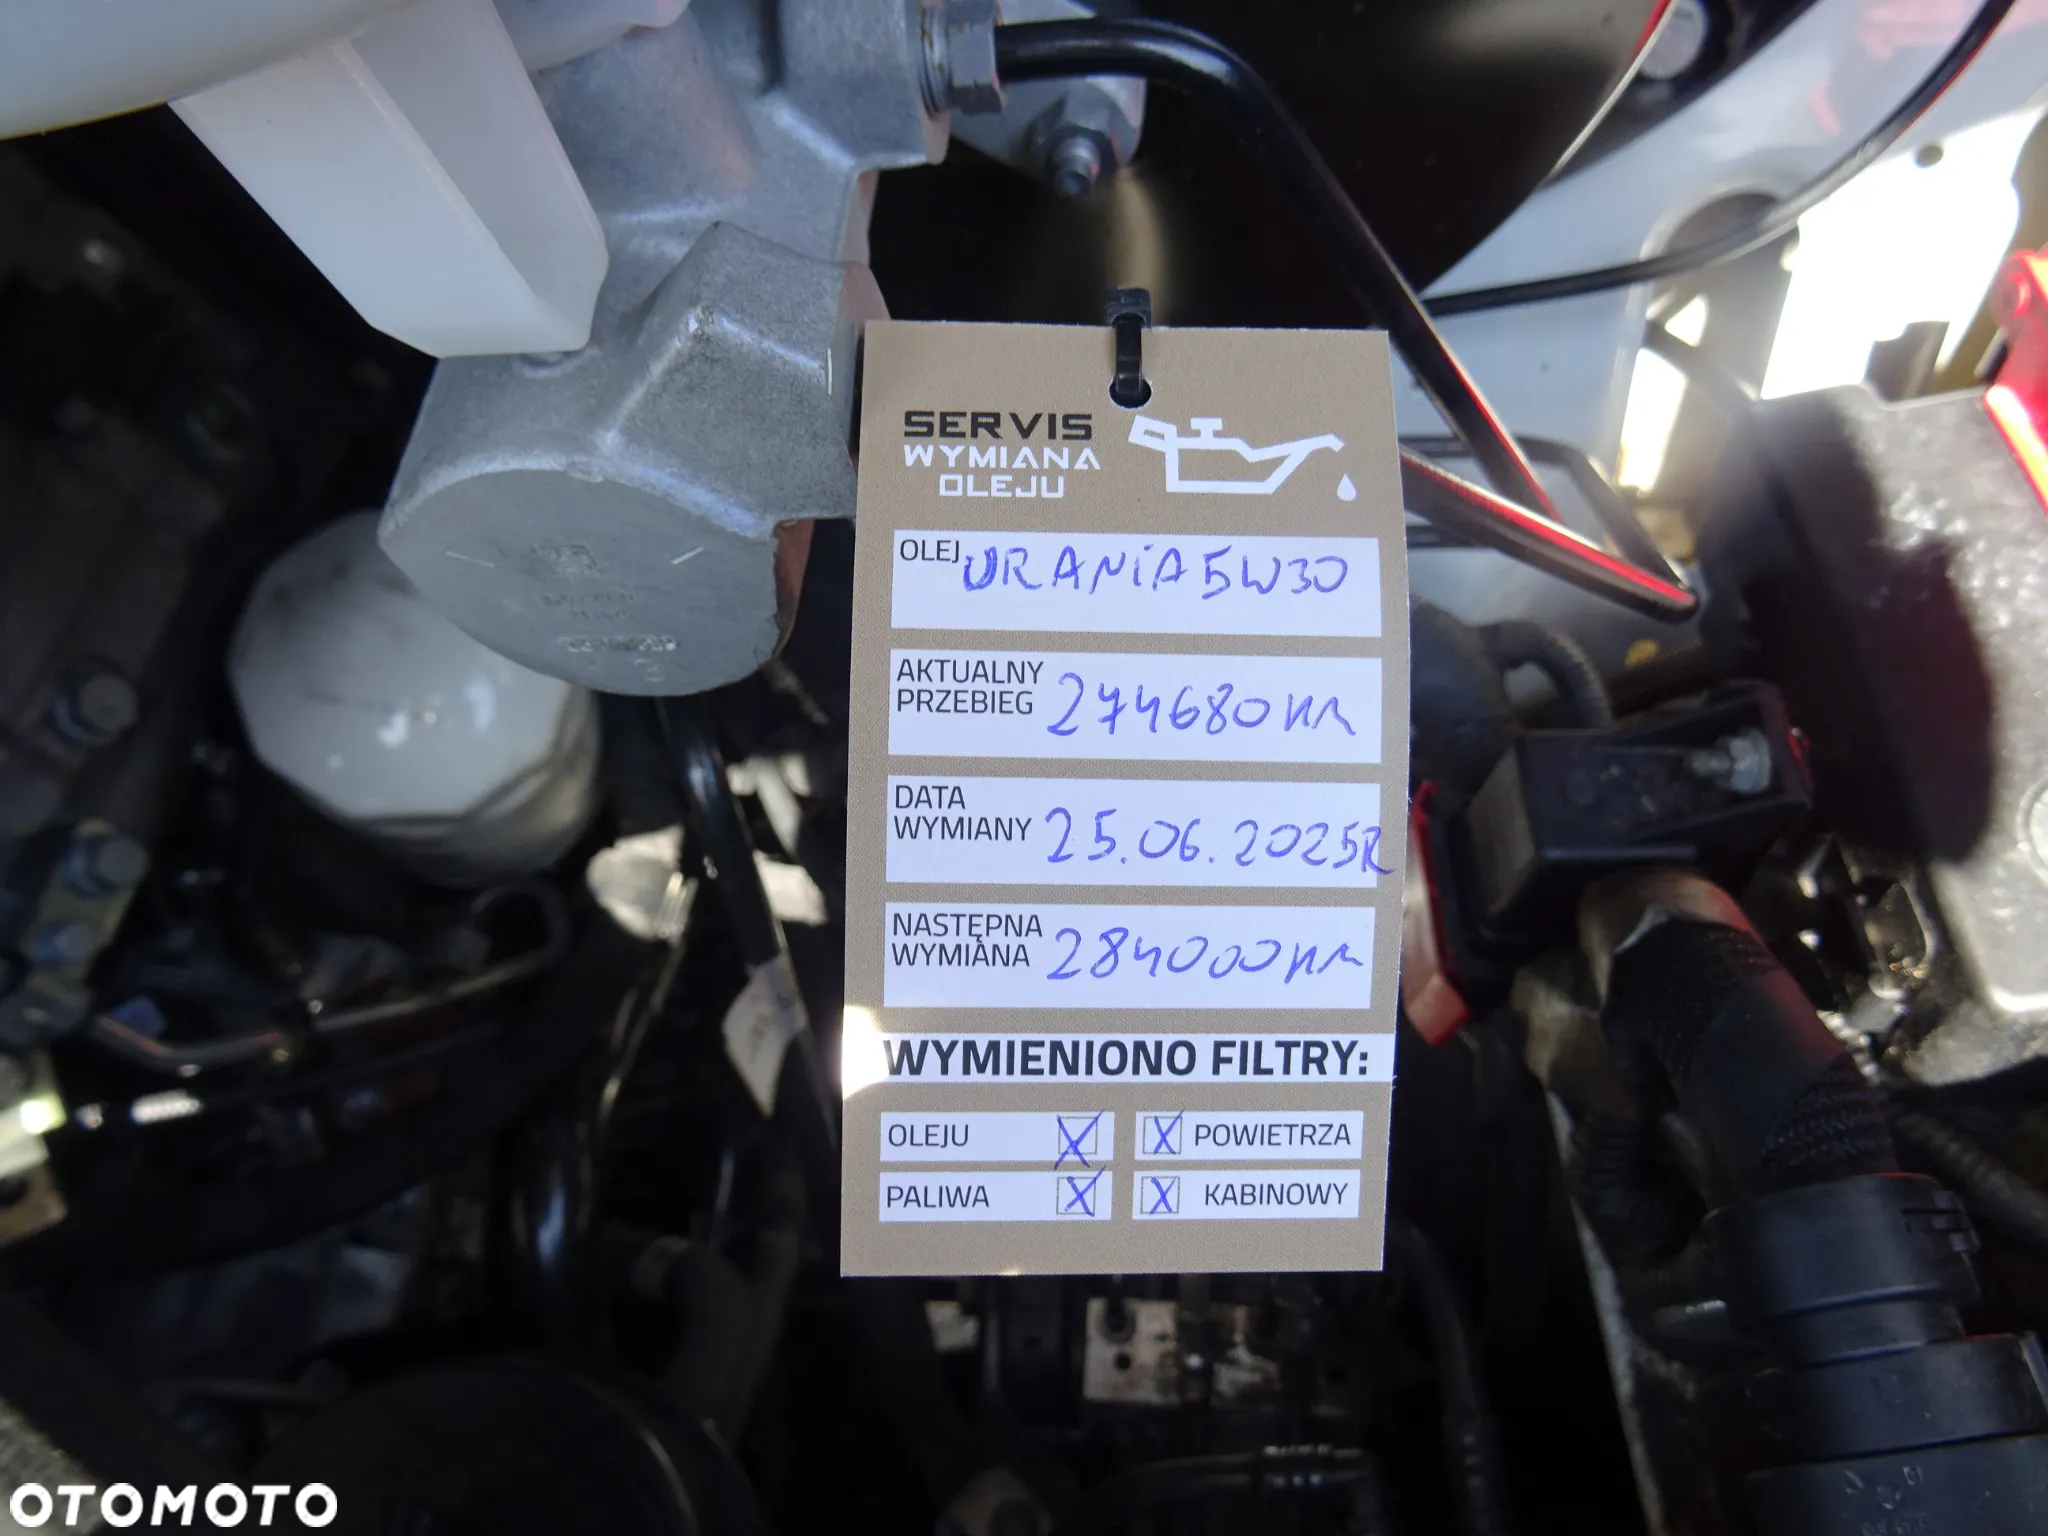 SERVIS
WYMIANA
OLEJU
OLEJ URANiA 5W30
AKTUALNY
PRZEBIEG 274680 km
DATA
WYMIANY 25.06.2025R
NASTĘPNA
WYMIANA 284000 km
WYMIENIONO FILTRY:
OLEJU X X POWIETRZA
PALIWA X X KABINOWY
OTOMOTO